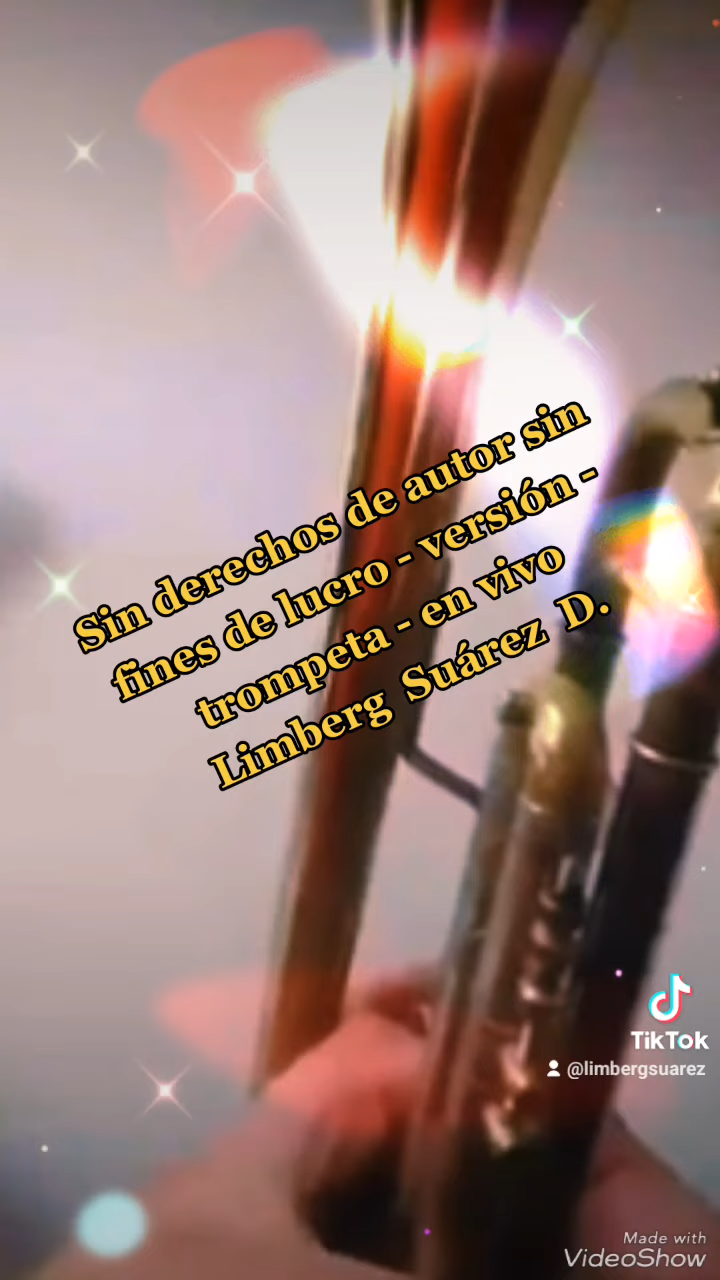 Sin derechos de autor sin
fines de lucro - versión -
trompeta - en vivo
Limberg Suárez D.
TikTok
@limbergsuarez
Made with
VideoShow